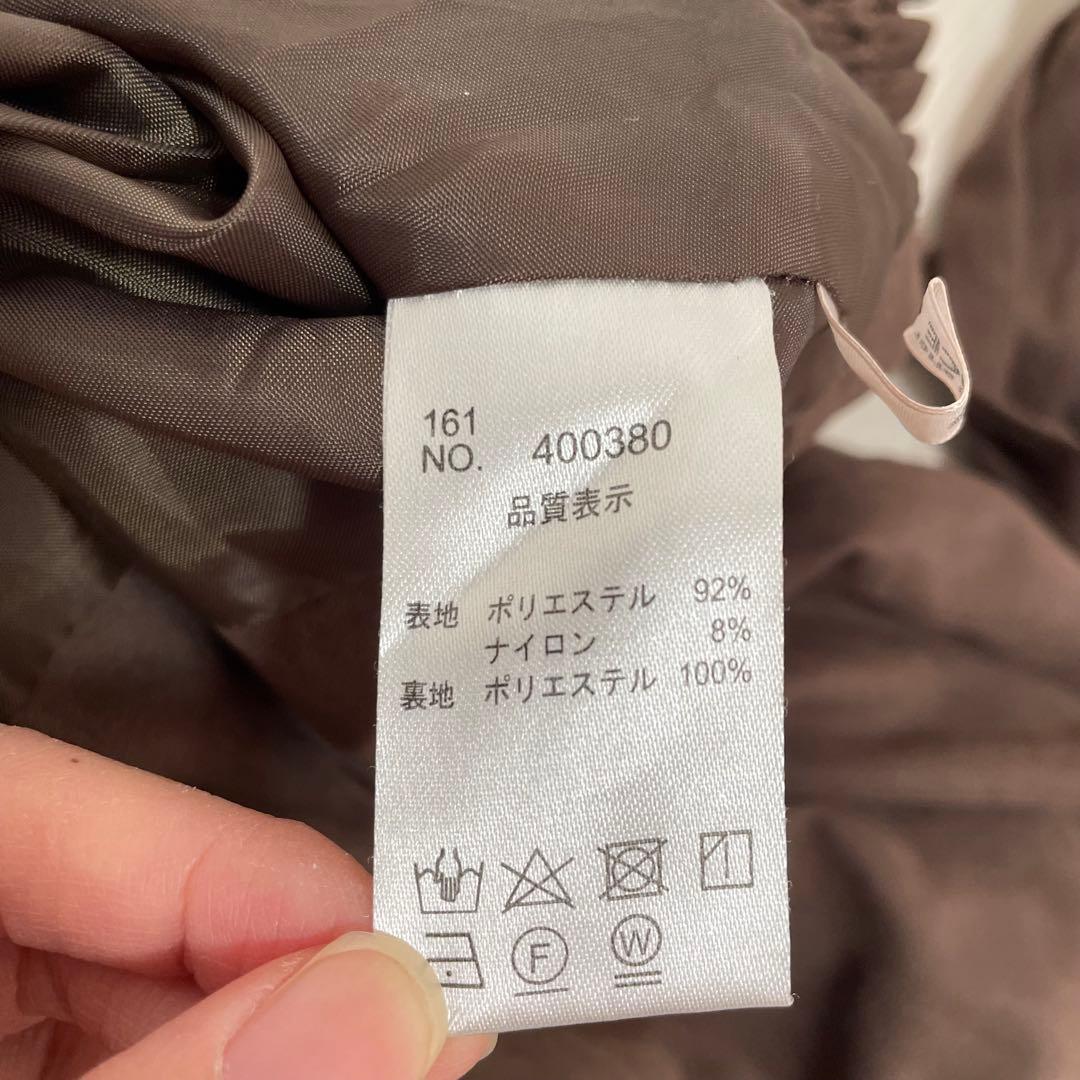 161
NO. 400380
品質表示
表地 ポリエステル 92%
ナイロン 8%
裏地 ポリエステル 100%
F
W